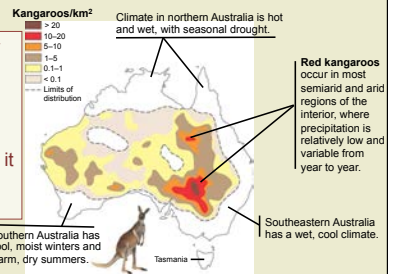 Kangaroos/km²
> 20
10–20
5–10
1–5
0.1–1
< 0.1
Limits of
distribution
Climate in northern Australia is hot
and wet, with seasonal drought.
Red kangaroos
occur in most
semiarid and arid
regions of the
interior, where
precipitation is
relatively low and
variable from
year to year.
it
Southeastern Australia
has a wet, cool climate.
outhern Australia has
ool, moist winters and
arm, dry summers.
Tasmania